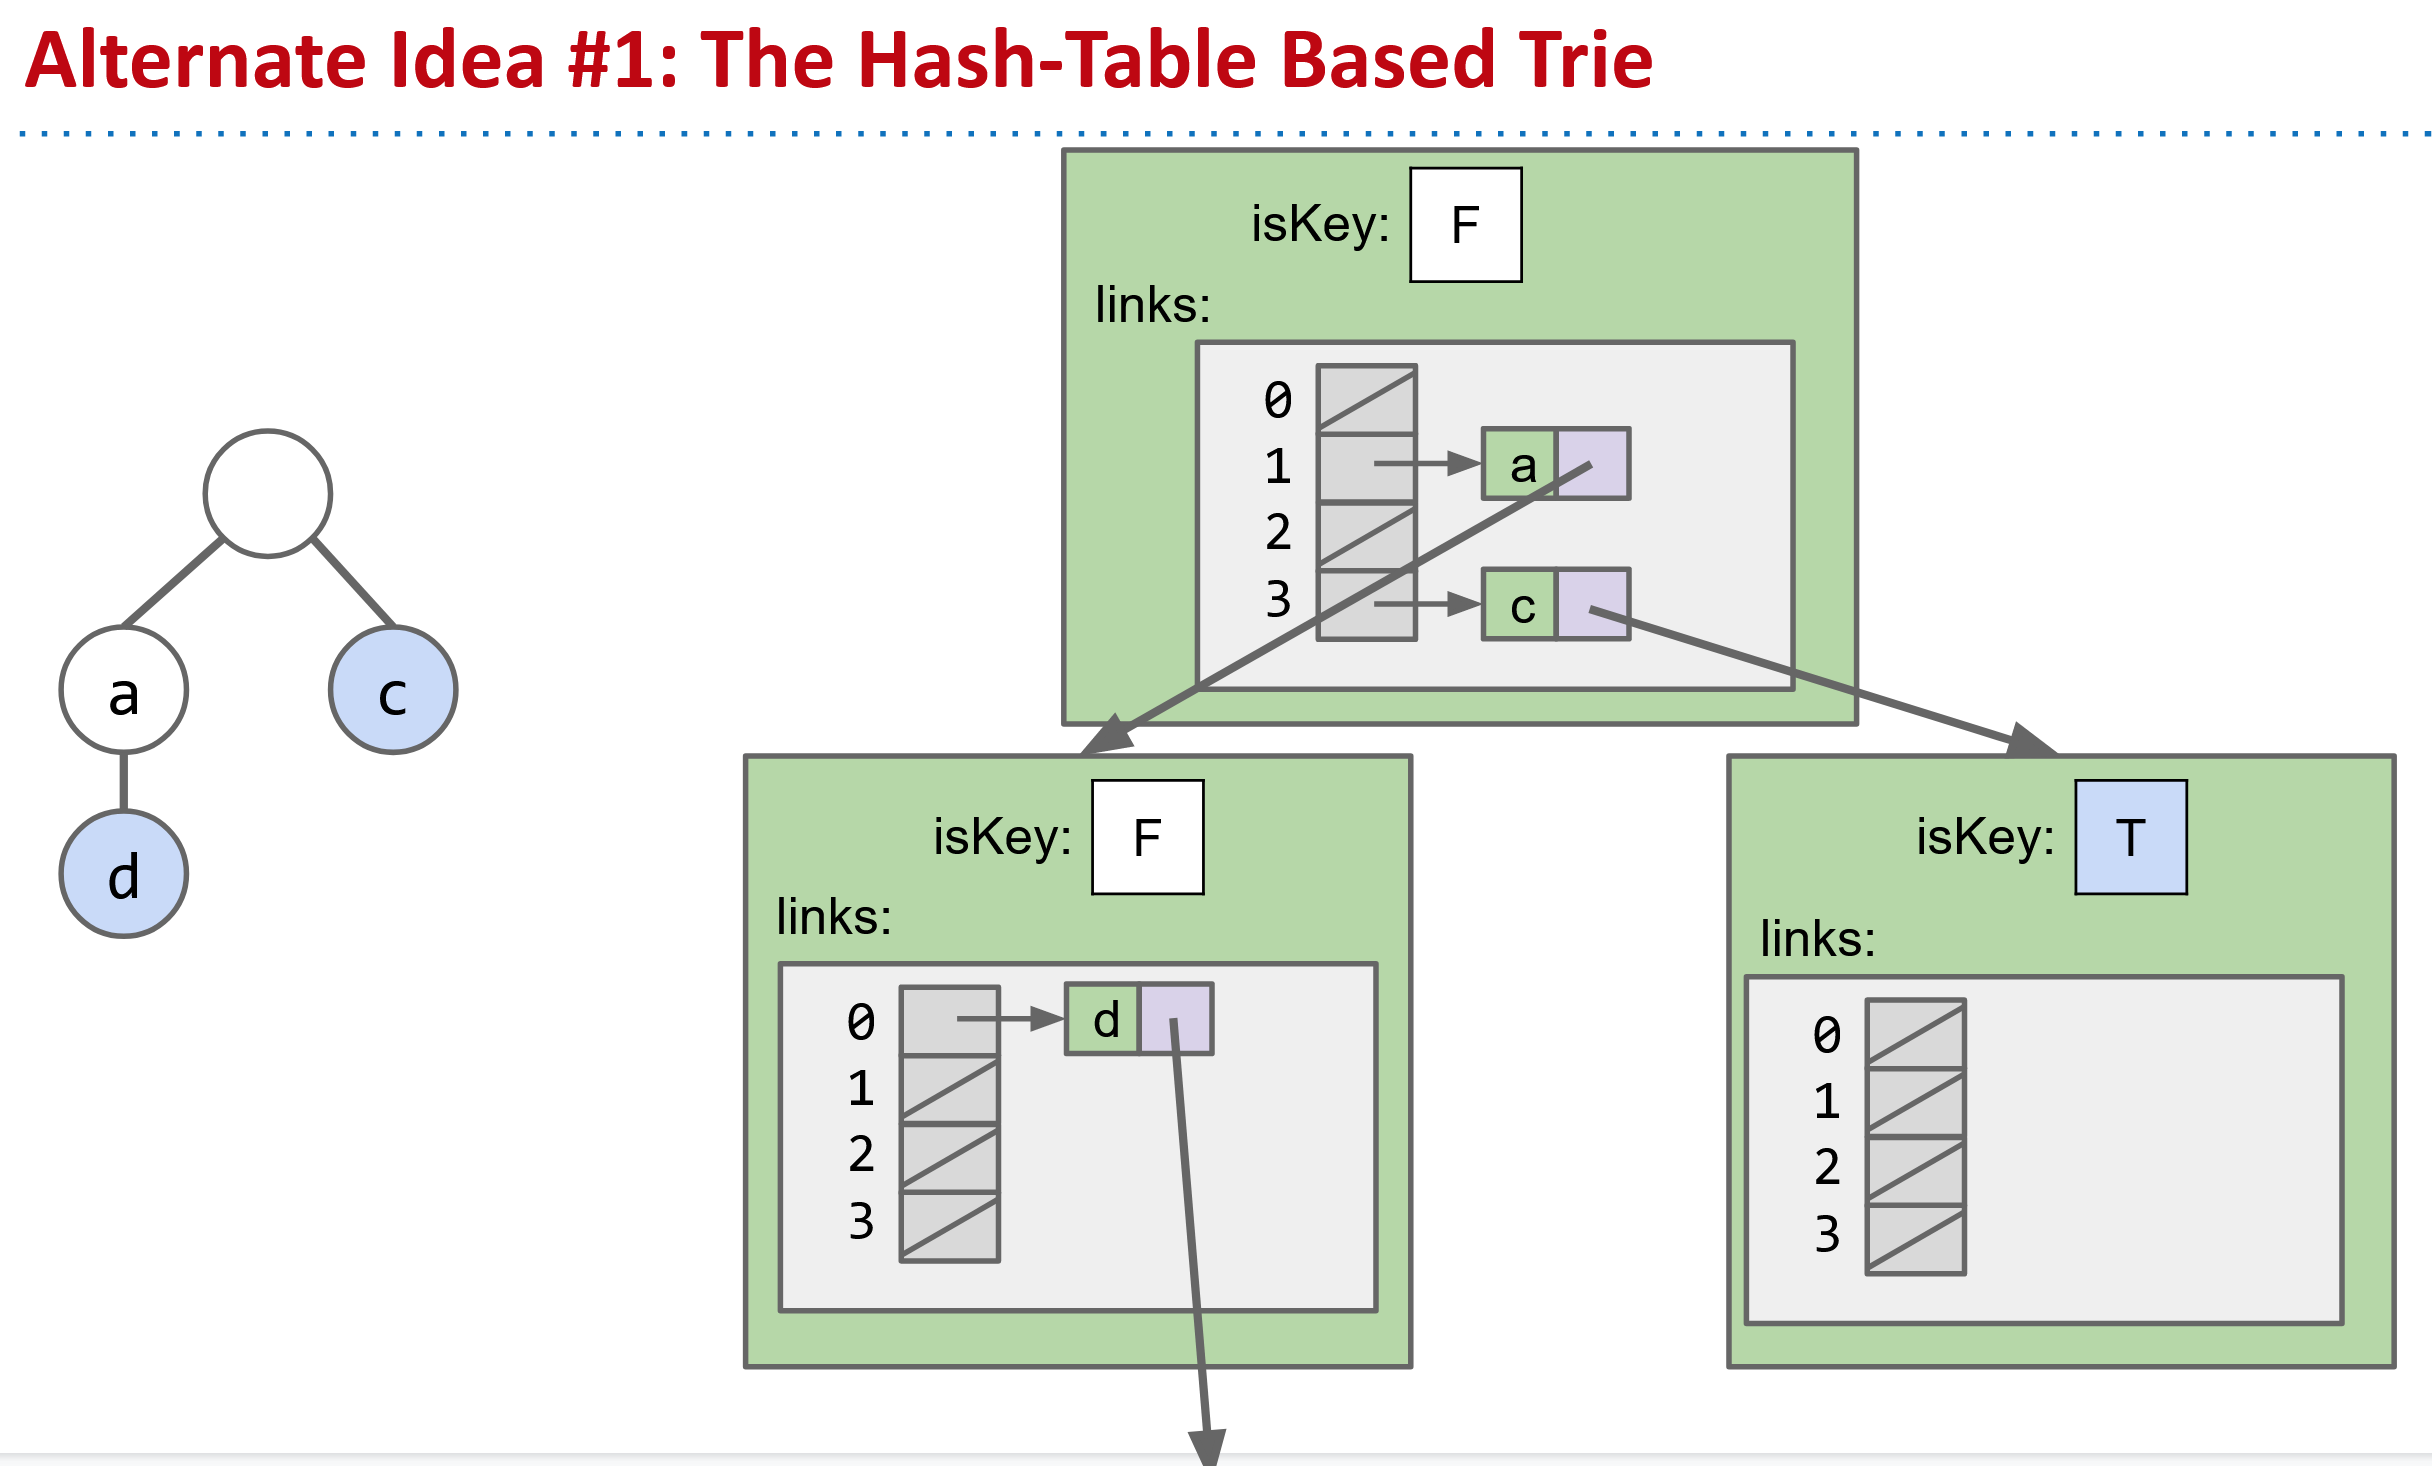 Alternate Idea #1: The Hash-Table Based Trie
isKey: F
links:
0
1 a
2
3 c
a c
d
isKey: F
links:
0 d
1
2
3
isKey: T
links:
0
1
2
3